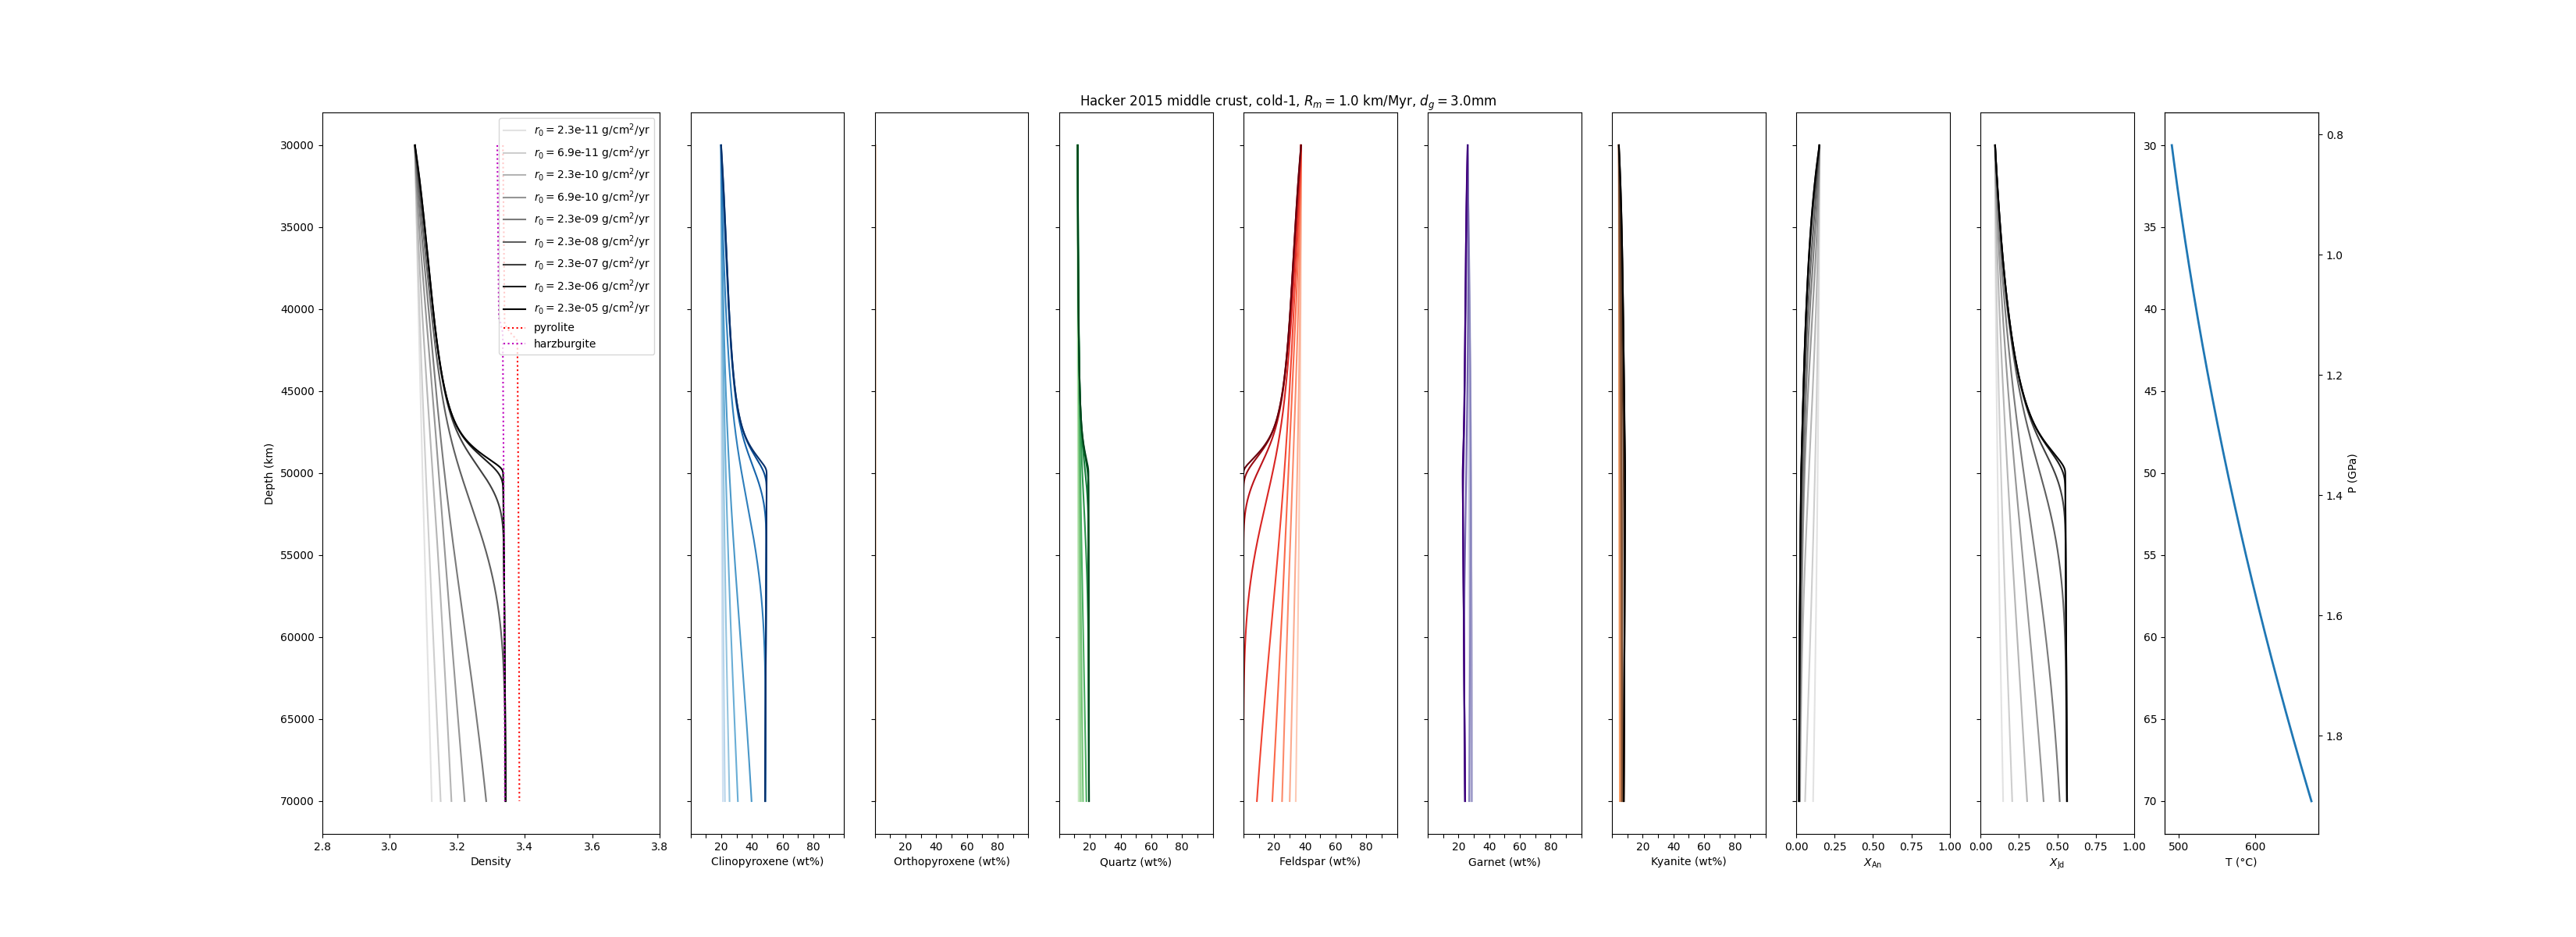 Hacker 2015 middle crust, cold-1, R_m = 1.0 km/Myr, d_g = 3.0mm
r_0 = 2.3e-11 g/cm²/yr
r_0 = 6.9e-11 g/cm²/yr
r_0 = 2.3e-10 g/cm²/yr
r_0 = 6.9e-10 g/cm²/yr
r_0 = 2.3e-09 g/cm²/yr
r_0 = 2.3e-08 g/cm²/yr
r_0 = 2.3e-07 g/cm²/yr
r_0 = 2.3e-06 g/cm²/yr
r_0 = 2.3e-05 g/cm²/yr
pyrolite
harzburgite
Depth (km)
30000
35000
40000
45000
50000
55000
60000
65000
70000
2.8 3.0 3.2 3.4 3.6 3.8
Density
20 40 60 80
Clinopyroxene (wt%)
20 40 60 80
Orthopyroxene (wt%)
20 40 60 80
Quartz (wt%)
20 40 60 80
Feldspar (wt%)
20 40 60 80
Garnet (wt%)
20 40 60 80
Kyanite (wt%)
0.00 0.25 0.50 0.75 1.00
X_An
0.00 0.25 0.50 0.75 1.00
X_Jd
30
35
40
45
50
55
60
65
70
500 600
T (°C)
0.8
1.0
1.2
1.4
1.6
1.8
P (GPa)